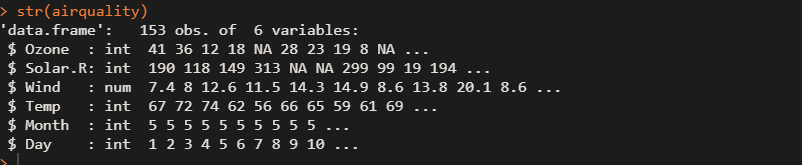 > str(airquality)
'data.frame':   153 obs. of  6 variables:
 $ Ozone  : int  41 36 12 18 NA 28 23 19 8 NA ...
 $ Solar.R: int  190 118 149 313 NA NA 299 99 19 194 ...
 $ Wind   : num  7.4 8 12.6 11.5 14.3 14.9 8.6 13.8 20.1 8.6 ...
 $ Temp   : int  67 72 74 62 56 66 65 59 61 69 ...
 $ Month  : int  5 5 5 5 5 5 5 5 5 5 ...
 $ Day    : int  1 2 3 4 5 6 7 8 9 10 ...
>